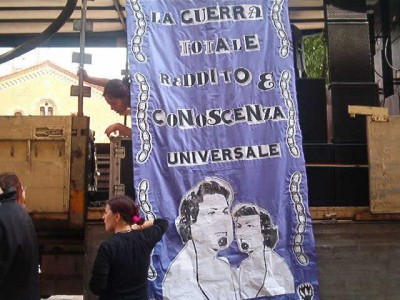 LA GUERRA
TOTALE
REDDITO E
CONOSCENZA
UNIVERSALE